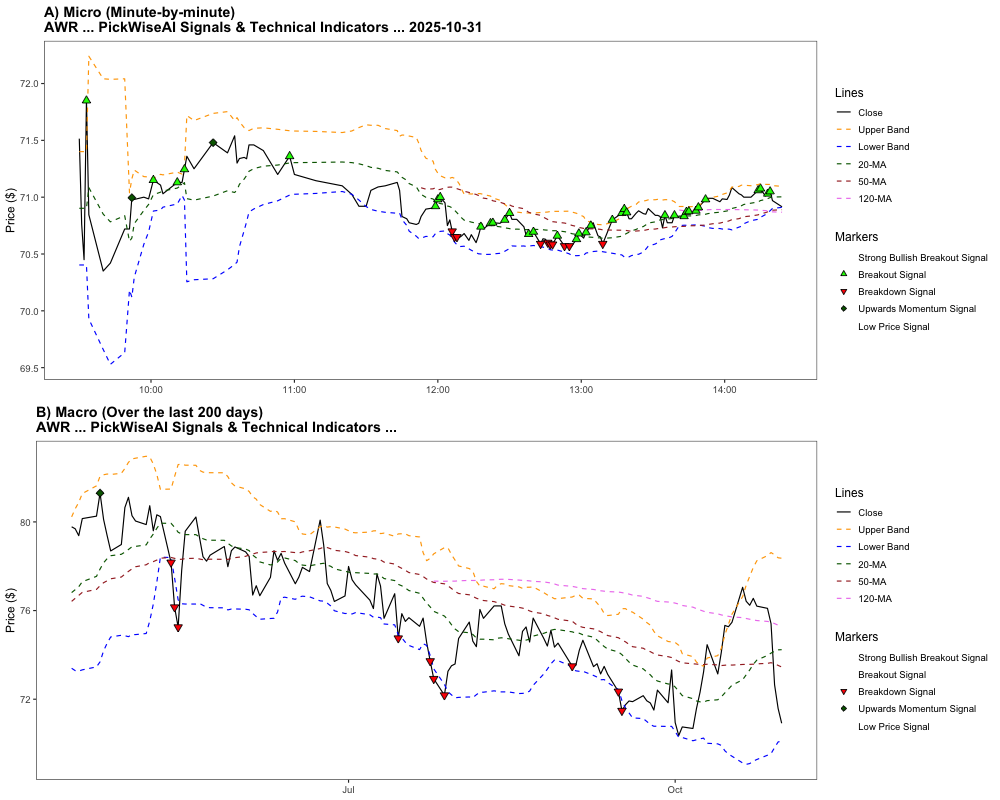 A) Micro (Minute-by-minute)
AWR ... PickWiseAI Signals & Technical Indicators ... 2025-10-31
Price ($)
72.0
71.5
71.0
70.5
70.0
69.5
10:00
11:00
12:00
13:00
14:00
Lines
Close
Upper Band
Lower Band
20-MA
50-MA
120-MA
Markers
Strong Bullish Breakout Signal
Breakout Signal
Breakdown Signal
Upwards Momentum Signal
Low Price Signal
B) Macro (Over the last 200 days)
AWR ... PickWiseAI Signals & Technical Indicators ...
Price ($)
80
76
72
Jul
Oct
Lines
Close
Upper Band
Lower Band
20-MA
50-MA
120-MA
Markers
Strong Bullish Breakout Signal
Breakout Signal
Breakdown Signal
Upwards Momentum Signal
Low Price Signal